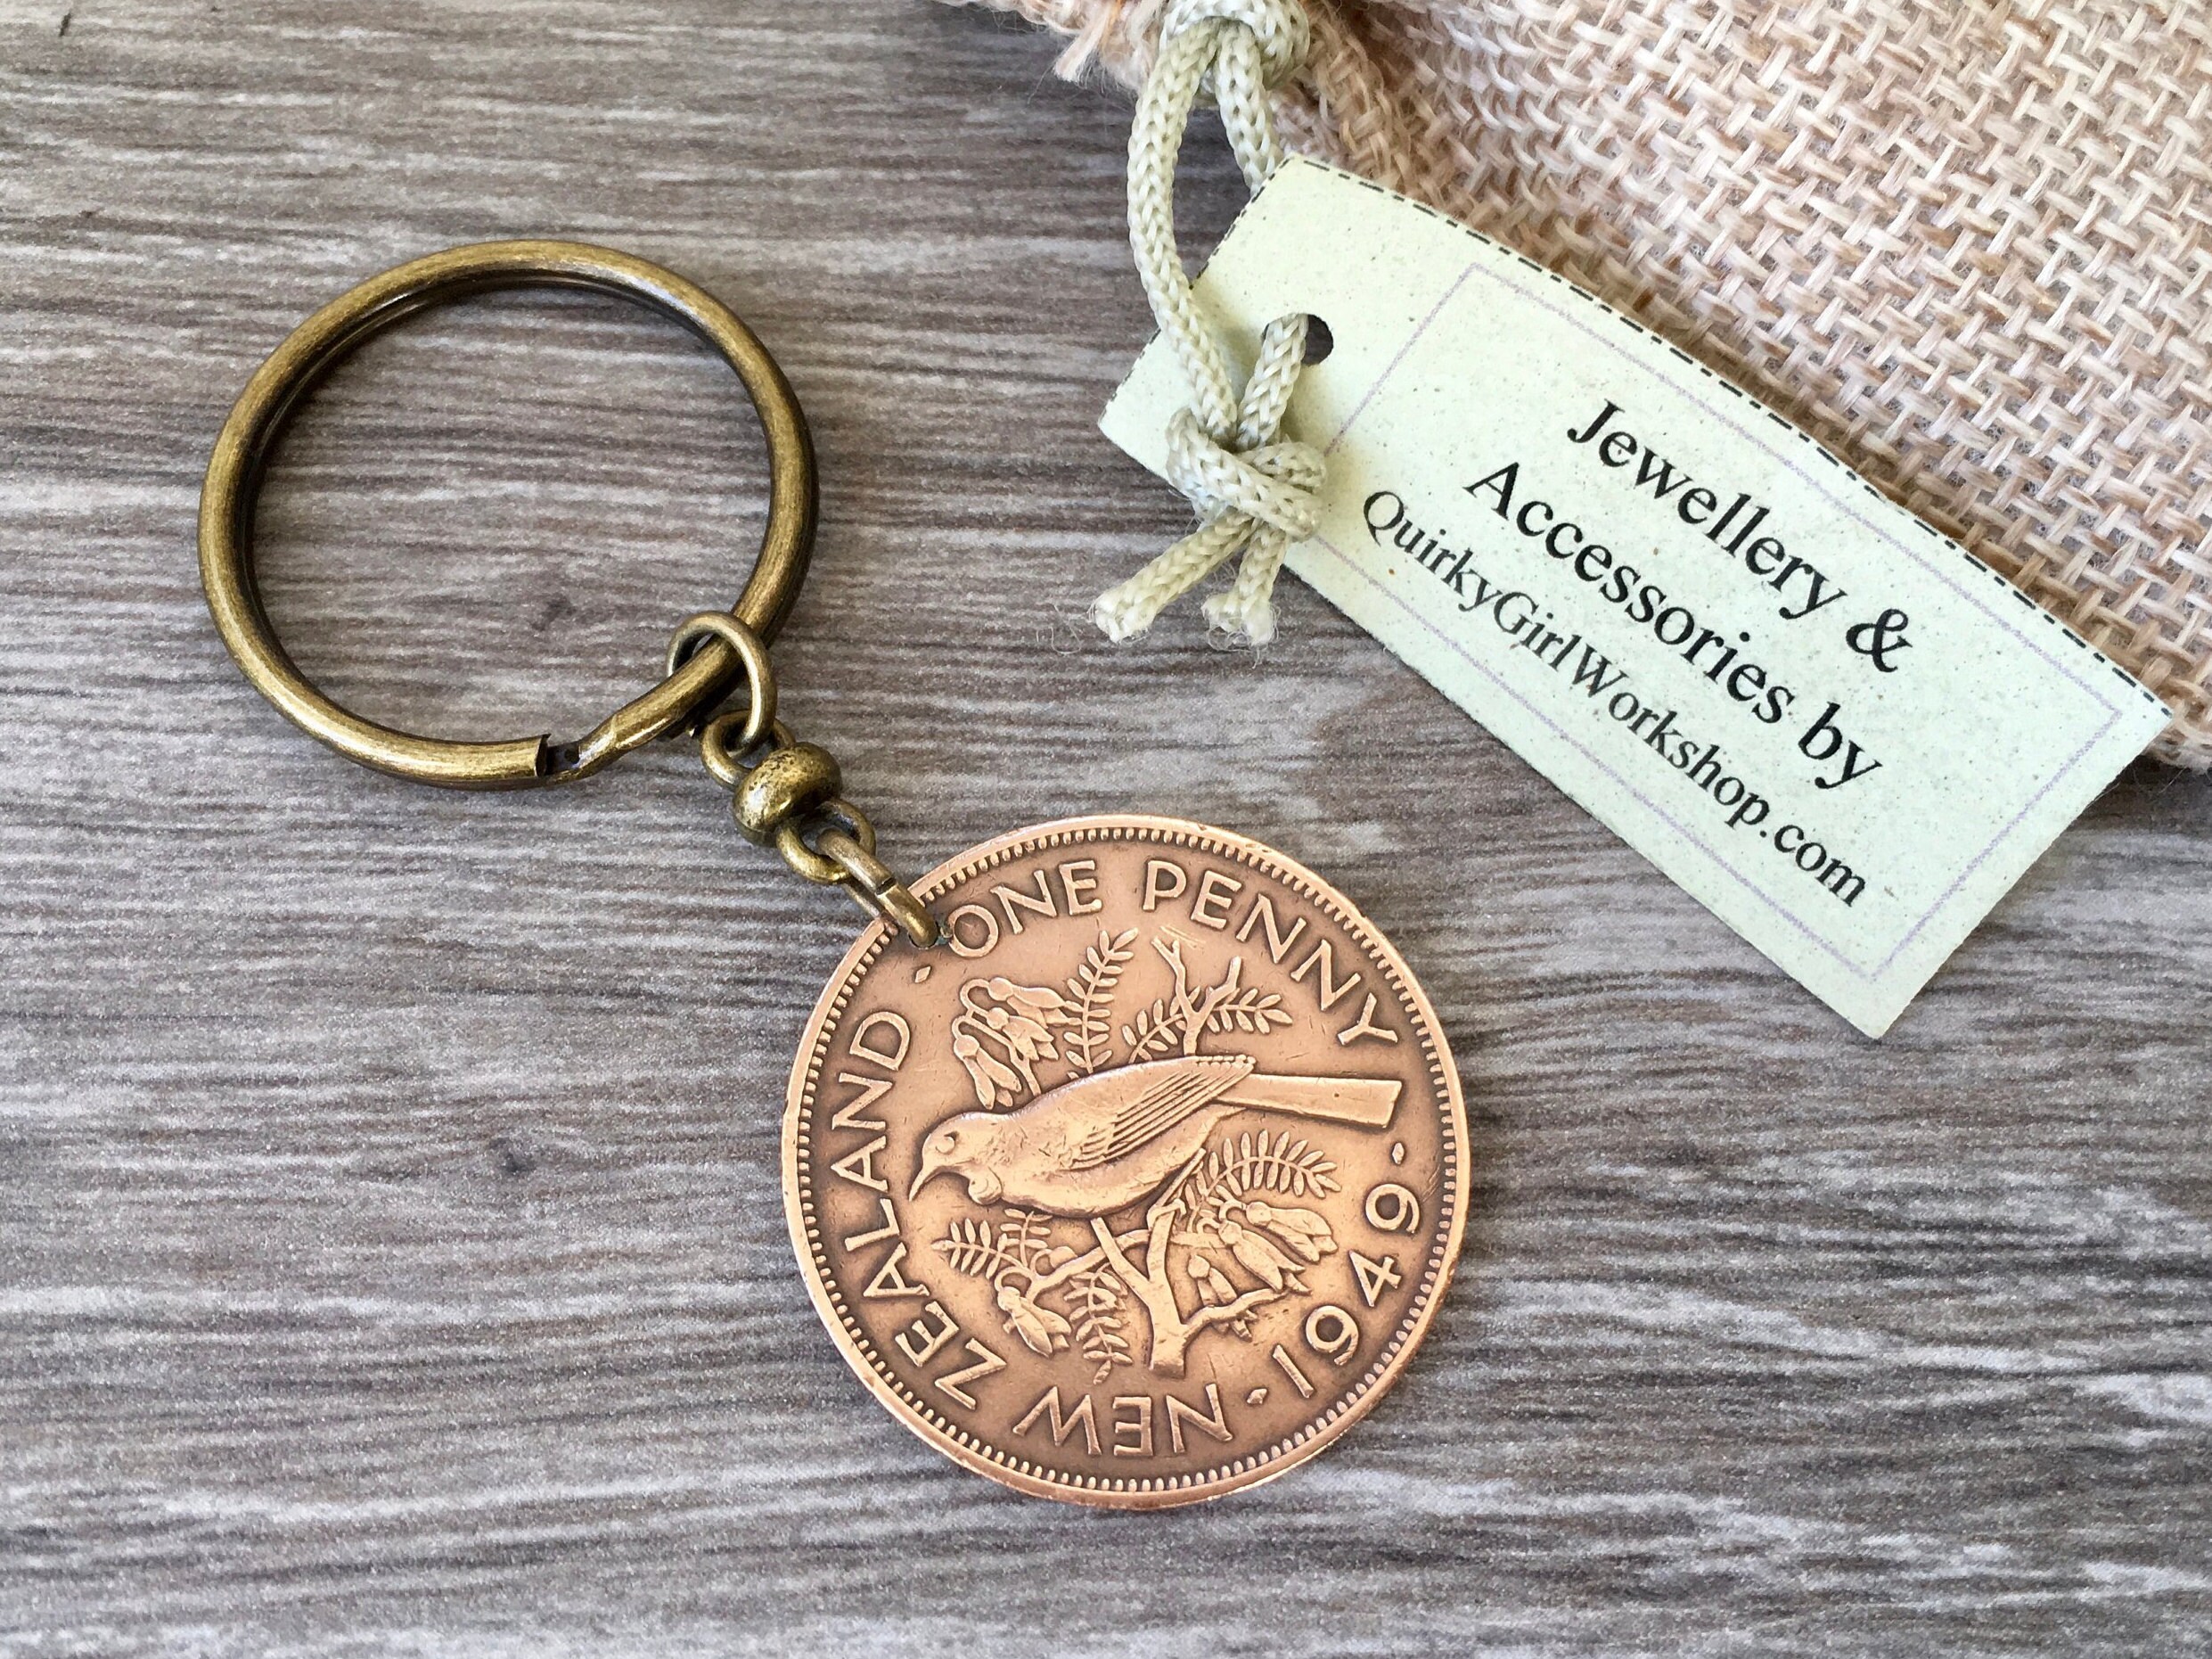 Jewellery &
Accessories by
QuirkyGirlWorkshop.com
NEW ZEALAND · ONE PENNY · 1949 ·